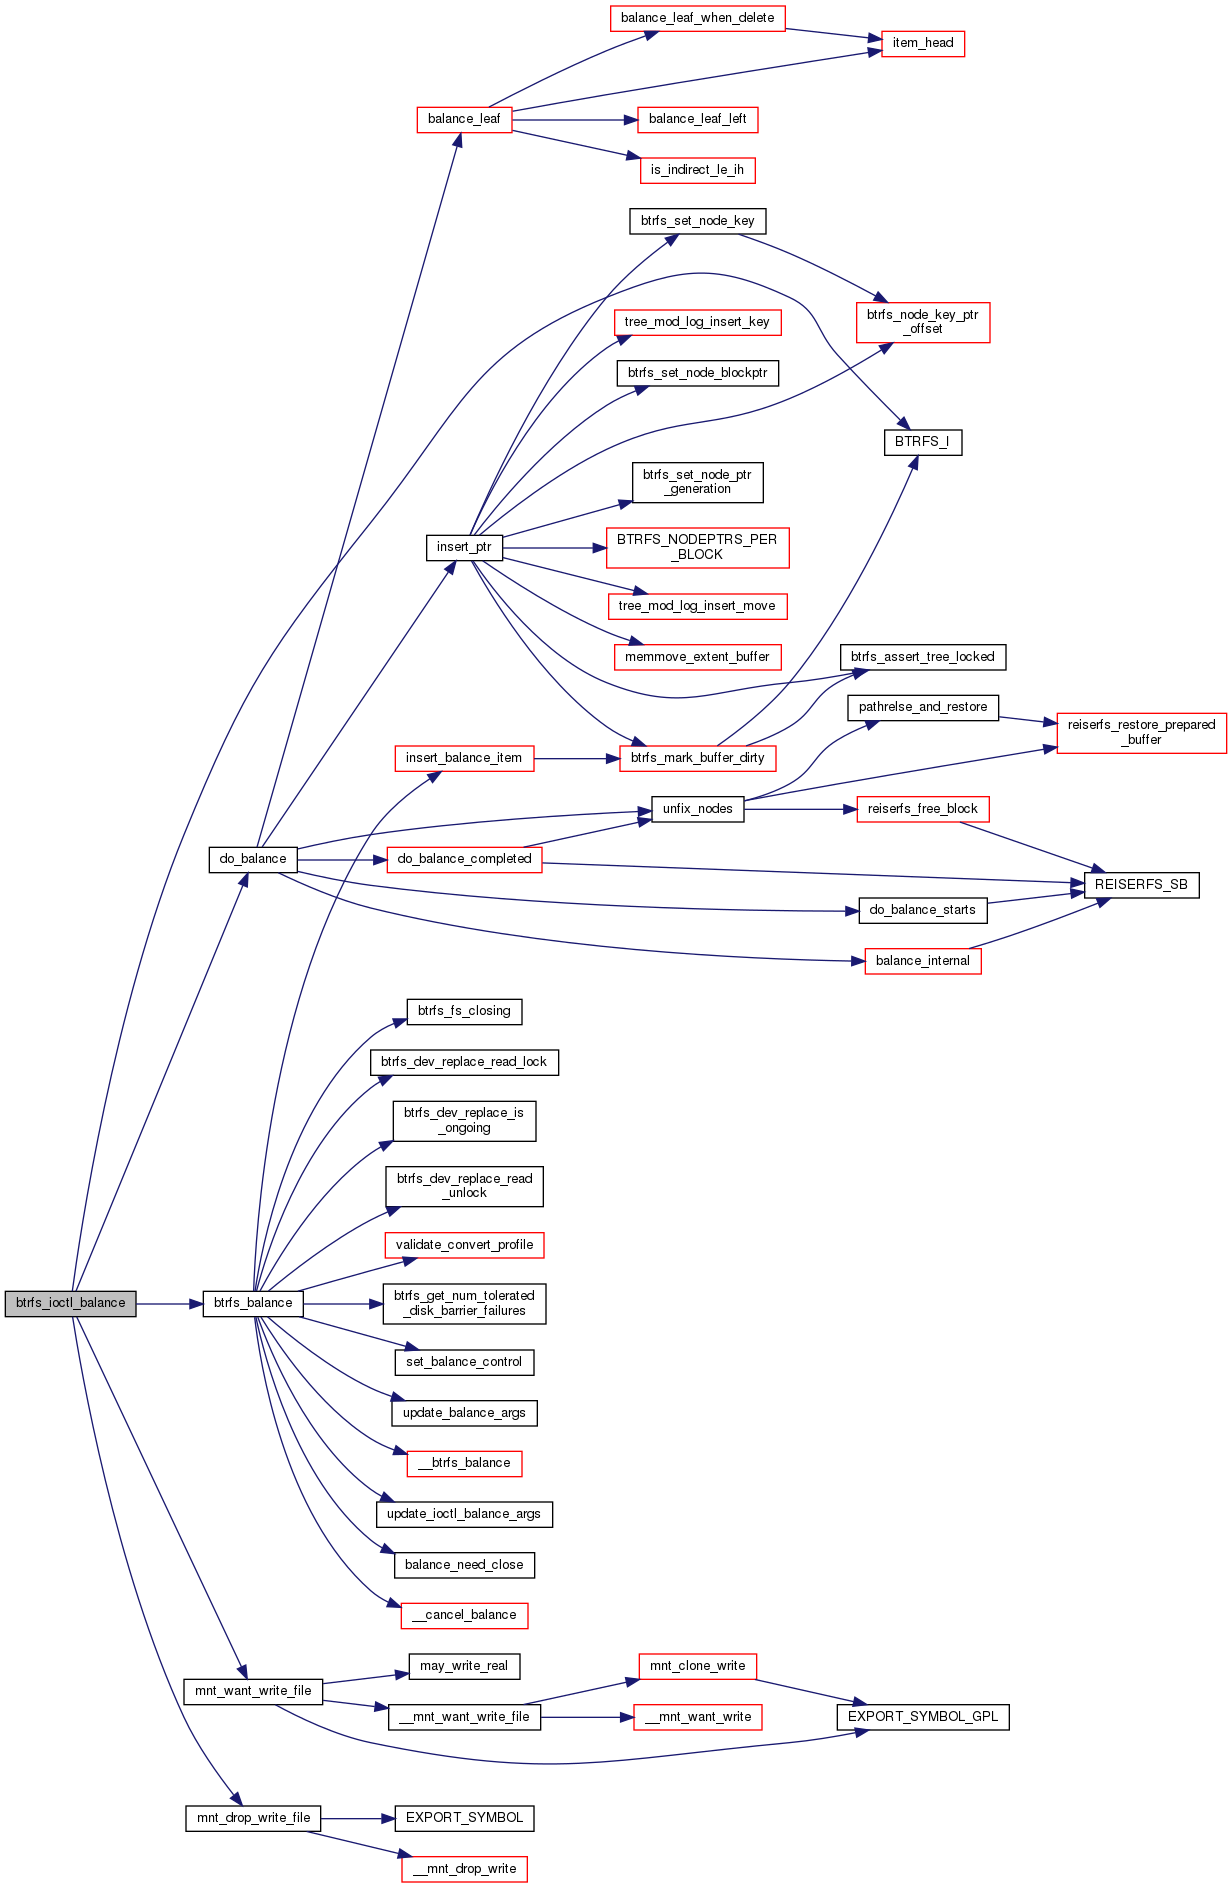 balance_leaf_when_delete
item_head
balance_leaf
balance_leaf_left
is_indirect_le_ih
btrfs_set_node_key
btrfs_node_key_ptr
_offset
tree_mod_log_insert_key
btrfs_set_node_blockptr
BTRFS_I
btrfs_set_node_ptr
_generation
insert_ptr
BTRFS_NODEPTRS_PER
_BLOCK
tree_mod_log_insert_move
memmove_extent_buffer
btrfs_assert_tree_locked
pathrelse_and_restore
reiserfs_restore_prepared
_buffer
insert_balance_item
btrfs_mark_buffer_dirty
unfix_nodes
reiserfs_free_block
do_balance
do_balance_completed
REISERFS_SB
do_balance_starts
balance_internal
btrfs_fs_closing
btrfs_dev_replace_read_lock
btrfs_dev_replace_is
_ongoing
btrfs_dev_replace_read
_unlock
validate_convert_profile
btrfs_ioctl_balance
btrfs_balance
btrfs_get_num_tolerated
_disk_barrier_failures
set_balance_control
update_balance_args
__btrfs_balance
update_ioctl_balance_args
balance_need_close
__cancel_balance
may_write_real
mnt_clone_write
mnt_want_write_file
__mnt_want_write_file
__mnt_want_write
EXPORT_SYMBOL_GPL
mnt_drop_write_file
EXPORT_SYMBOL
__mnt_drop_write